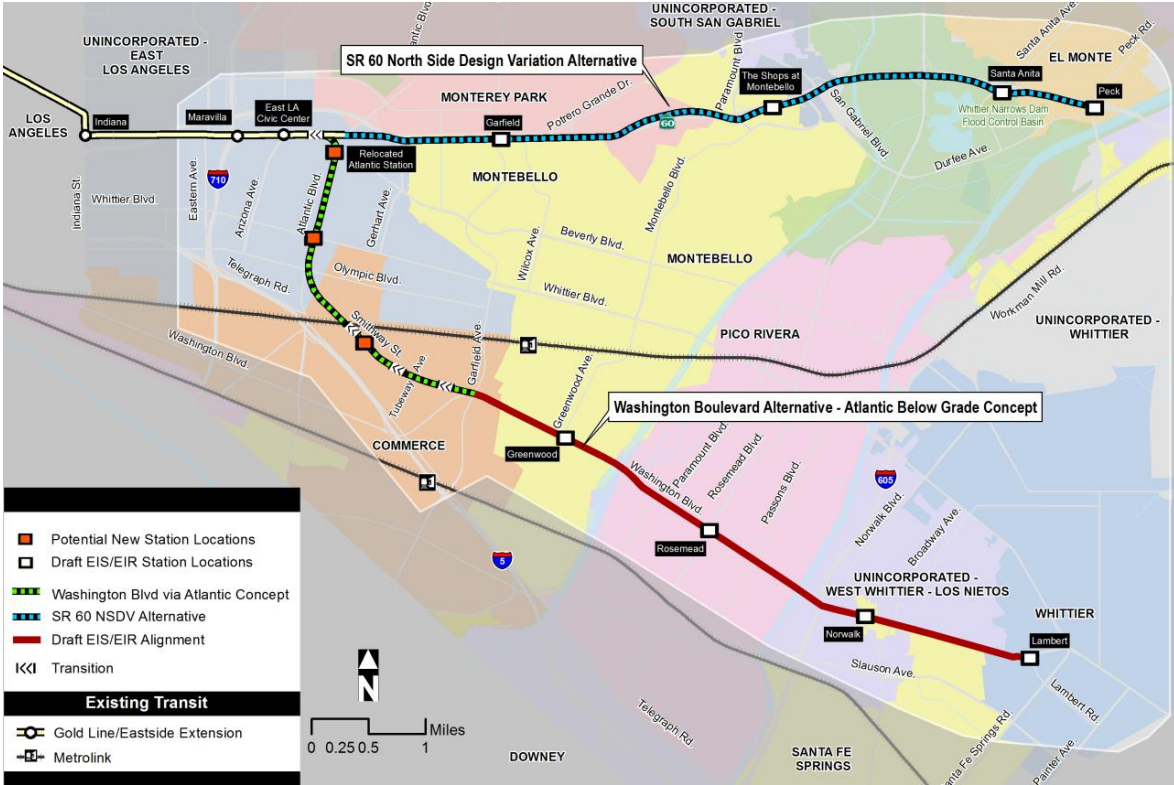 UNINCORPORATED -
EAST
LOS ANGELES
Atlantic Blvd.
UNINCORPORATED -
SOUTH SAN GABRIEL
Santa Anita Ave.
Peck Rd.
EL MONTE
SR 60 North Side Design Variation Alternative
Paramount Blvd.
The Shops at
Montebello
Santa Anita
Peck
Whittier Narrows Dam
Flood Control Basin
MONTEREY PARK
Potrero Grande Dr.
60
San Gabriel Blvd.
Durfee Ave.
LOS
ANGELES
Indiana
Maravilla
East LA
Civic Center
Garfield
Relocated
Atlantic Station
710
MONTEBELLO
Montebello Blvd.
Indiana St.
Whittier Blvd.
Eastern Ave.
Arizona Ave.
Atlantic Blvd.
Gerhart Ave.
Wilcox Ave.
Beverly Blvd.
MONTEBELLO
Telegraph Rd.
Olympic Blvd.
Whittier Blvd.
Workman Mill Rd.
UNINCORPORATED -
WHITTIER
PICO RIVERA
Washington Blvd.
Smithway St.
Tubeway Ave.
Garfield Ave.
Greenwood Ave.
Washington Boulevard Alternative - Atlantic Below Grade Concept
COMMERCE
Greenwood
Washington Blvd.
Paramount Blvd.
Rosemead Blvd.
Passons Blvd.
605
Norwalk Blvd.
Broadway Ave.
Rosemead
5
UNINCORPORATED -
WEST WHITTIER - LOS NIETOS
WHITTIER
Norwalk
Lambert
Slauson Ave.
Lambert Rd.
Santa Fe Springs Rd.
Painter Ave.
Telegraph Rd.
DOWNEY
SANTA FE
SPRINGS
Potential New Station Locations
Draft EIS/EIR Station Locations
Washington Blvd via Atlantic Concept
SR 60 NSDV Alternative
Draft EIS/EIR Alignment
Transition
Existing Transit
Gold Line/Eastside Extension
Metrolink
N
Miles
0 0.25 0.5 1